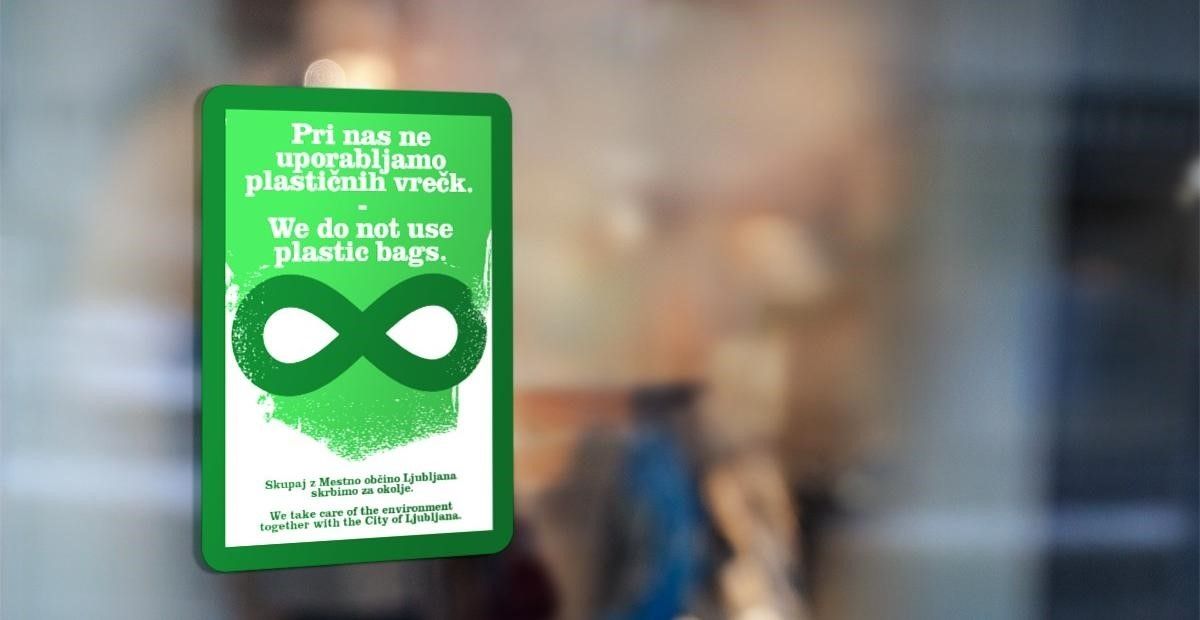 Pri nas ne
uporabljamo
plastičnih vrečk.
-
We do not use
plastic bags.
Skupaj z Mestno občino Ljubljana
skrbimo za okolje.
We take care of the environment
together with the City of Ljubljana.